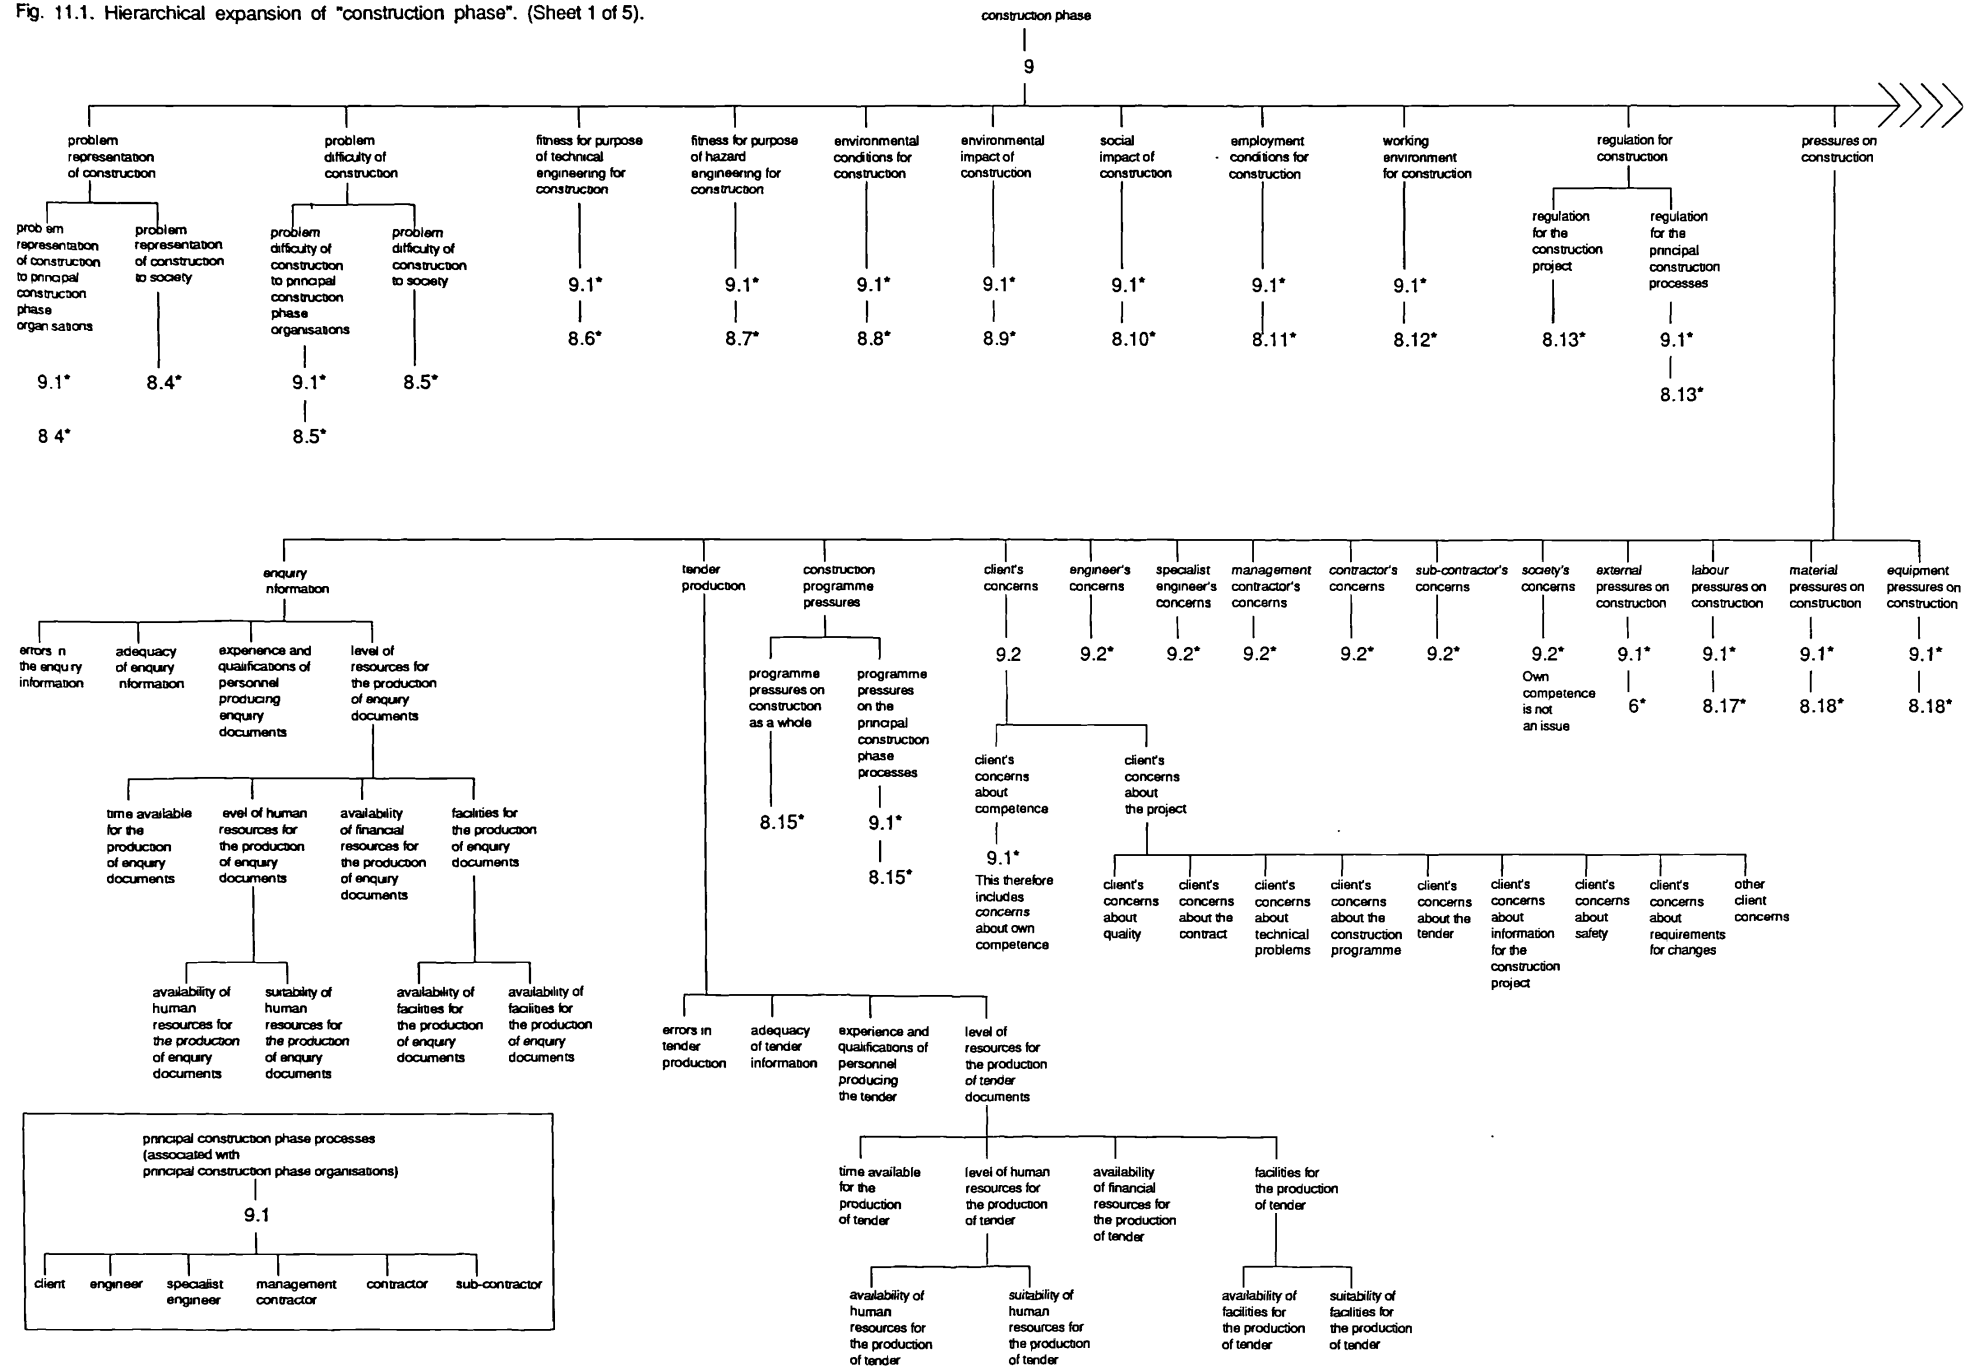 Fig. 11.1. Hierarchical expansion of "construction phase". (Sheet 1 of 5).
construction phase
9
problem
representation
of construction
problem
difficulty of
construction
fitness for purpose
of technical
engineering for
construction
fitness for purpose
of hazard
engineering for
construction
environmental
conditions for
construction
environmental
impact of
construction
social
impact of
construction
employment
conditions for
construction
working
environment
for construction
regulation for
construction
pressures on
construction
prob em
representation
of construction
to principal
construction
phase
organ sations
problem
representation
of construction
to society
problem
difficulty of
construction
to principal
construction
phase
organisations
problem
difficulty of
construction
to society
regulation
for the
construction
project
regulation
for the
principal
construction
processes
9.1*
9.1*
9.1*
9.1*
9.1*
9.1*
9.1*
8.6*
8.7*
8.8*
8.9*
8.10*
8.11*
8.12*
8.13*
9.1*
9.1*
8.4*
9.1*
8.5*
8.13*
8 4*
8.5*
enquiry
nformation
tender
production
construction
programme
pressures
client's
concerns
engineer's
concerns
specialist
engineer's
concerns
management
contractor's
concerns
contractor's
concerns
sub-contractor's
concerns
society's
concerns
external
pressures on
construction
labour
pressures on
construction
material
pressures on
construction
equipment
pressures on
construction
errors n
the enqu ry
information
adequacy
of enquiry
nformation
experience and
qualifications of
personnel
producing
enquiry
documents
level of
resources for
the production
of enquiry
documents
programme
pressures on
construction
as a whole
programme
pressures
on the
principal
construction
phase
processes
9.2
9.2*
9.2*
9.2*
9.2*
9.2*
9.2*
Own
competence
is not
an issue
9.1*
9.1*
9.1*
9.1*
6*
8.17*
8.18*
8.18*
client's
concerns
about
competence
client's
concerns
about
the project
time available
for the
production
of enquiry
documents
evel of human
resources for
the production
of enquiry
documents
availability
of financial
resources for
the production
of enquiry
documents
facilities for
the production
of enquiry
documents
8.15*
9.1*
8.15*
9.1*
This therefore
includes
concerns
about own
competence
client's
concerns
about
quality
client's
concerns
about the
contract
client's
concerns
about
technical
problems
client's
concerns
about the
construction
programme
client's
concerns
about the
tender
client's
concerns
about
information
for the
construction
project
client's
concerns
about
safety
client's
concerns
about
requirements
for changes
other
client
concerns
availability of
human
resources for
the production
of enquiry
documents
suitability of
human
resources for
the production
of enquiry
documents
availability of
facilities for
the production
of enquiry
documents
availability of
facilities for
the production
of enquiry
documents
errors in
tender
production
adequacy
of tender
information
experience and
qualifications of
personnel
producing
the tender
level of
resources for
the production
of tender
documents
time available
for the
production
of tender
level of human
resources for
the production
of tender
availability
of financial
resources for
the production
of tender
facilities for
the production
of tender
availability of
human
resources for
the production
of tender
suitability of
human
resources for
the production
of tender
availability of
facilities for
the production
of tender
suitability of
facilities for
the production
of tender
principal construction phase processes
(associated with
principal construction phase organisations)
9.1
client
engineer
specialist
engineer
management
contractor
contractor
sub-contractor